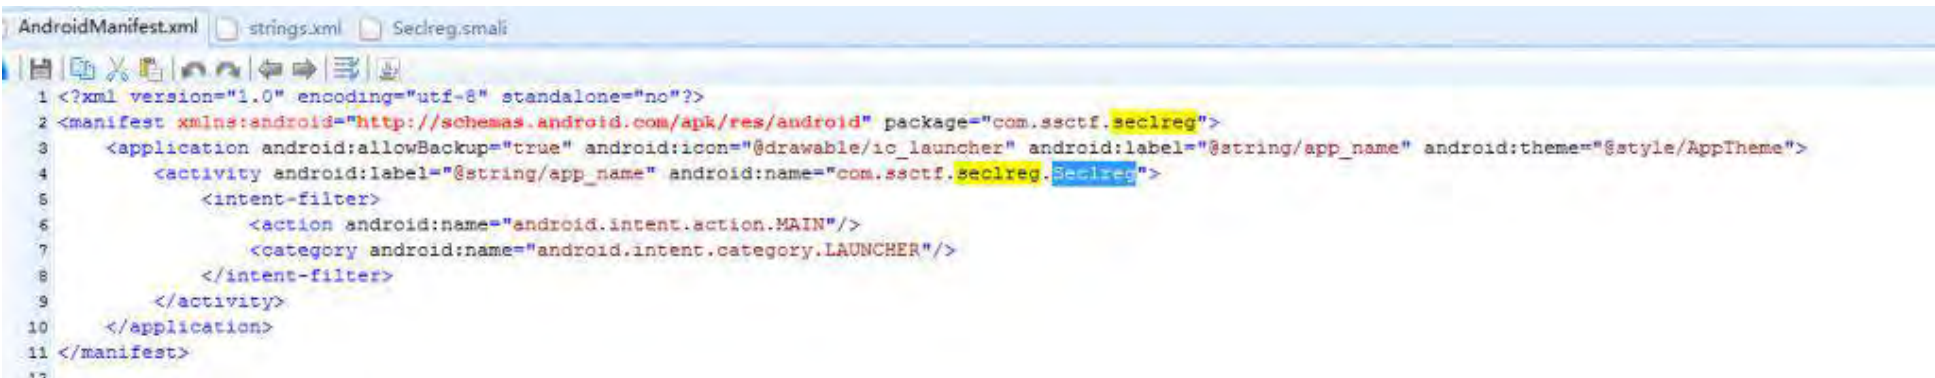 AndroidManifest.xml strings.xml Seclreg.smali
1 <?xml version="1.0" encoding="utf-8" standalone="no"?>
2 <manifest xmlns:android="http://schemas.android.com/apk/res/android" package="com.ssctf.seclreg">
3 <application android:allowBackup="true" android:icon="@drawable/ic_launcher" android:label="@string/app_name" android:theme="@style/AppTheme">
4 <activity android:label="@string/app_name" android:name="com.ssctf.seclreg.Seclreg">
5 <intent-filter>
6 <action android:name="android.intent.action.MAIN"/>
7 <category android:name="android.intent.category.LAUNCHER"/>
8 </intent-filter>
9 </activity>
10 </application>
11 </manifest>
12